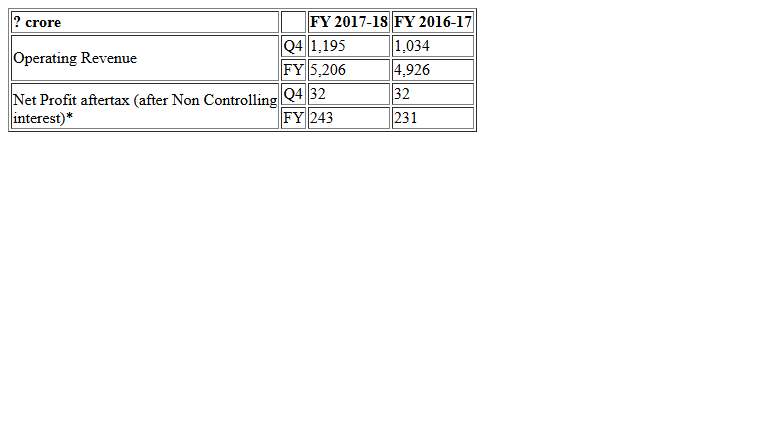 ? crore FY 2017-18 FY 2016-17
Operating Revenue
Q4 1,195 1,034
FY 5,206 4,926
Net Profit aftertax (after Non Controlling
interest)*
Q4 32 32
FY 243 231